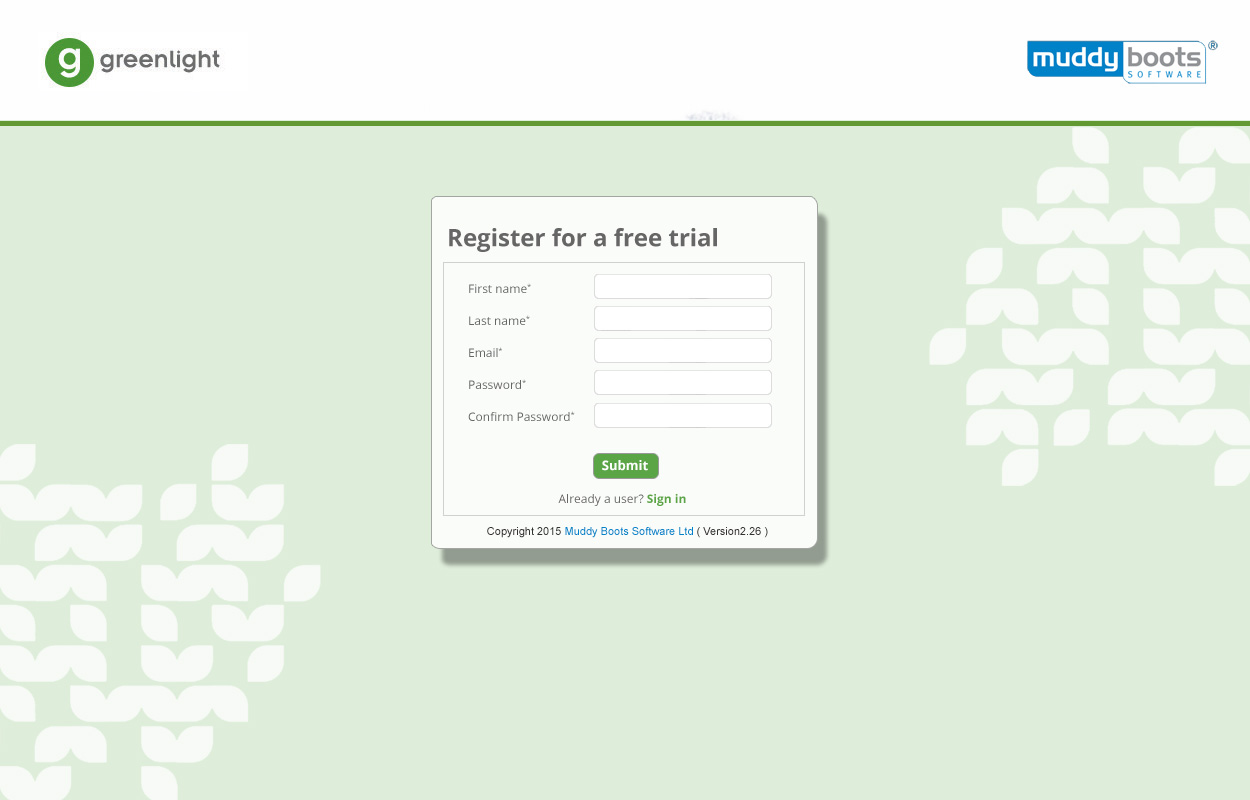 g greenlight
muddy boots ®
SOFTWARE
Register for a free trial
First name*
Last name*
Email*
Password*
Confirm Password*
Submit
Already a user? Sign in
Copyright 2015 Muddy Boots Software Ltd ( Version2.26 )